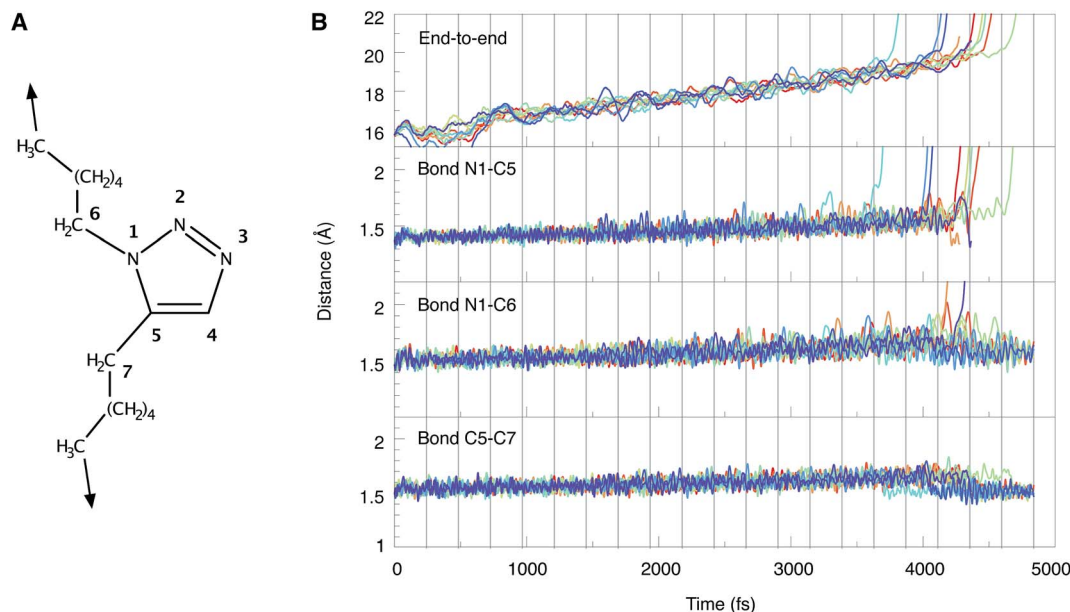 A
H₃C
(CH₂)₄
6
H₂C
1
2
N
N
3
N
5
4
H₂C
7
(CH₂)₄
H₃C
B
Distance (Å)
22
20
18
16
End-to-end
2
1.5
Bond N1-C5
2
1.5
Bond N1-C6
2
1.5
1
Bond C5-C7
0 1000 2000 3000 4000 5000
Time (fs)